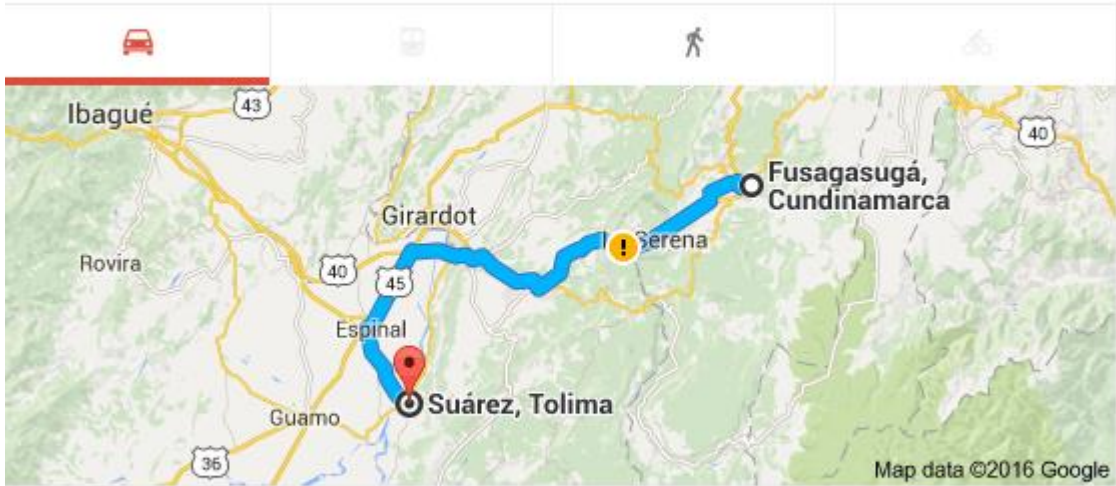 Ibagué
43
40
Fusagasugá,
Cundinamarca
Girardot
Serena
Rovira
40
45
Espinal
Suárez, Tolima
Guamo
36
Map data ©2016 Google